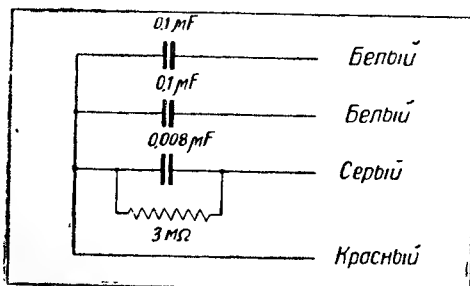 0,1 mF
Белый
0,1 mF
Белый
0,008 mF
Серый
3 MΩ
Красный